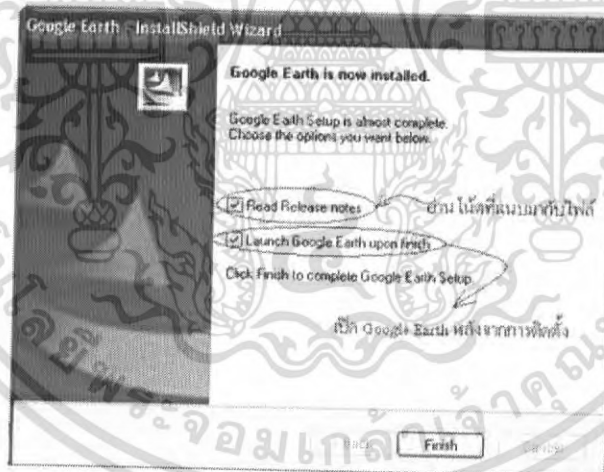 Google Earth - InstallShield Wizard
Google Earth is now installed.
Google Earth Setup is almost complete.
Choose the options you want below.
Read Release notes
อ่านโน้ตที่แนบมากับไฟล์
Launch Google Earth upon finish
Click Finish to complete Google Earth Setup
เปิด Google Earth หลังจากการติดตั้ง
Back Finish Cancel